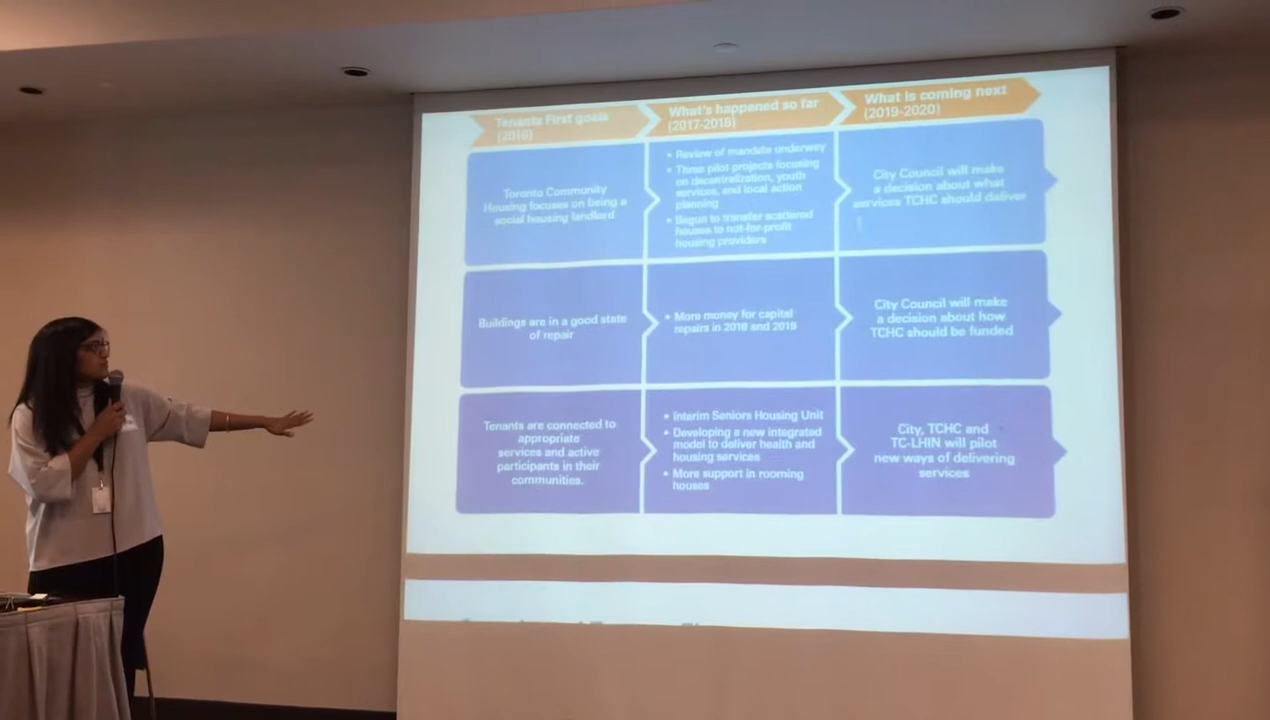 Tenants First goals
(2016)
What's happened so far
(2017-2018)
What is coming next
(2019-2020)
Toronto Community
Housing focuses on being a
social housing landlord
• Review of mandate underway
• Three pilot projects focusing
on decentralization, youth
services, and local action
planning
• Begun to transfer scattered
houses to not-for-profit
housing providers
City Council will make
a decision about what
services TCHC should deliver
Buildings are in a good state
of repair
• More money for capital
repairs in 2018 and 2019
City Council will make
a decision about how
TCHC should be funded
Tenants are connected to
appropriate
services and active
participants in their
communities.
• Interim Seniors Housing Unit
• Developing a new integrated
model to deliver health and
housing services
• More support in rooming
houses
City, TCHC and
TC-LHIN will pilot
new ways of delivering
services